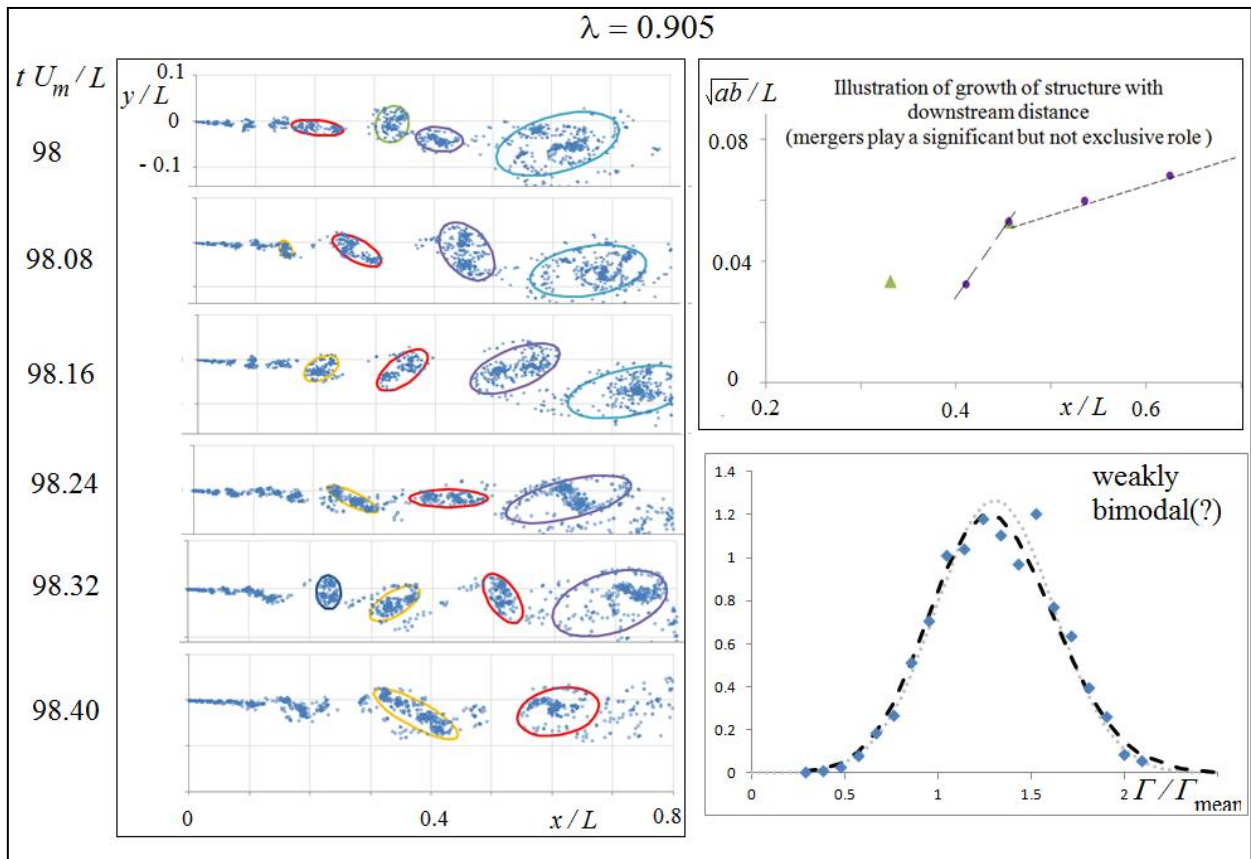 λ = 0.905
t U_m / L
y / L
0.1
0
- 0.1
98
98.08
98.16
98.24
98.32
98.40
0
0
0.4
x / L
0.8
√ab / L
Illustration of growth of structure with
downstream distance
(mergers play a significant but not exclusive role )
0.08
0.04
0
0.2
0.4
x / L
0.6
weakly
bimodal(?)
1.4
1.2
1
0.8
0.6
0.4
0.2
0
0
0.5
1
1.5
2
Γ / Γ_mean